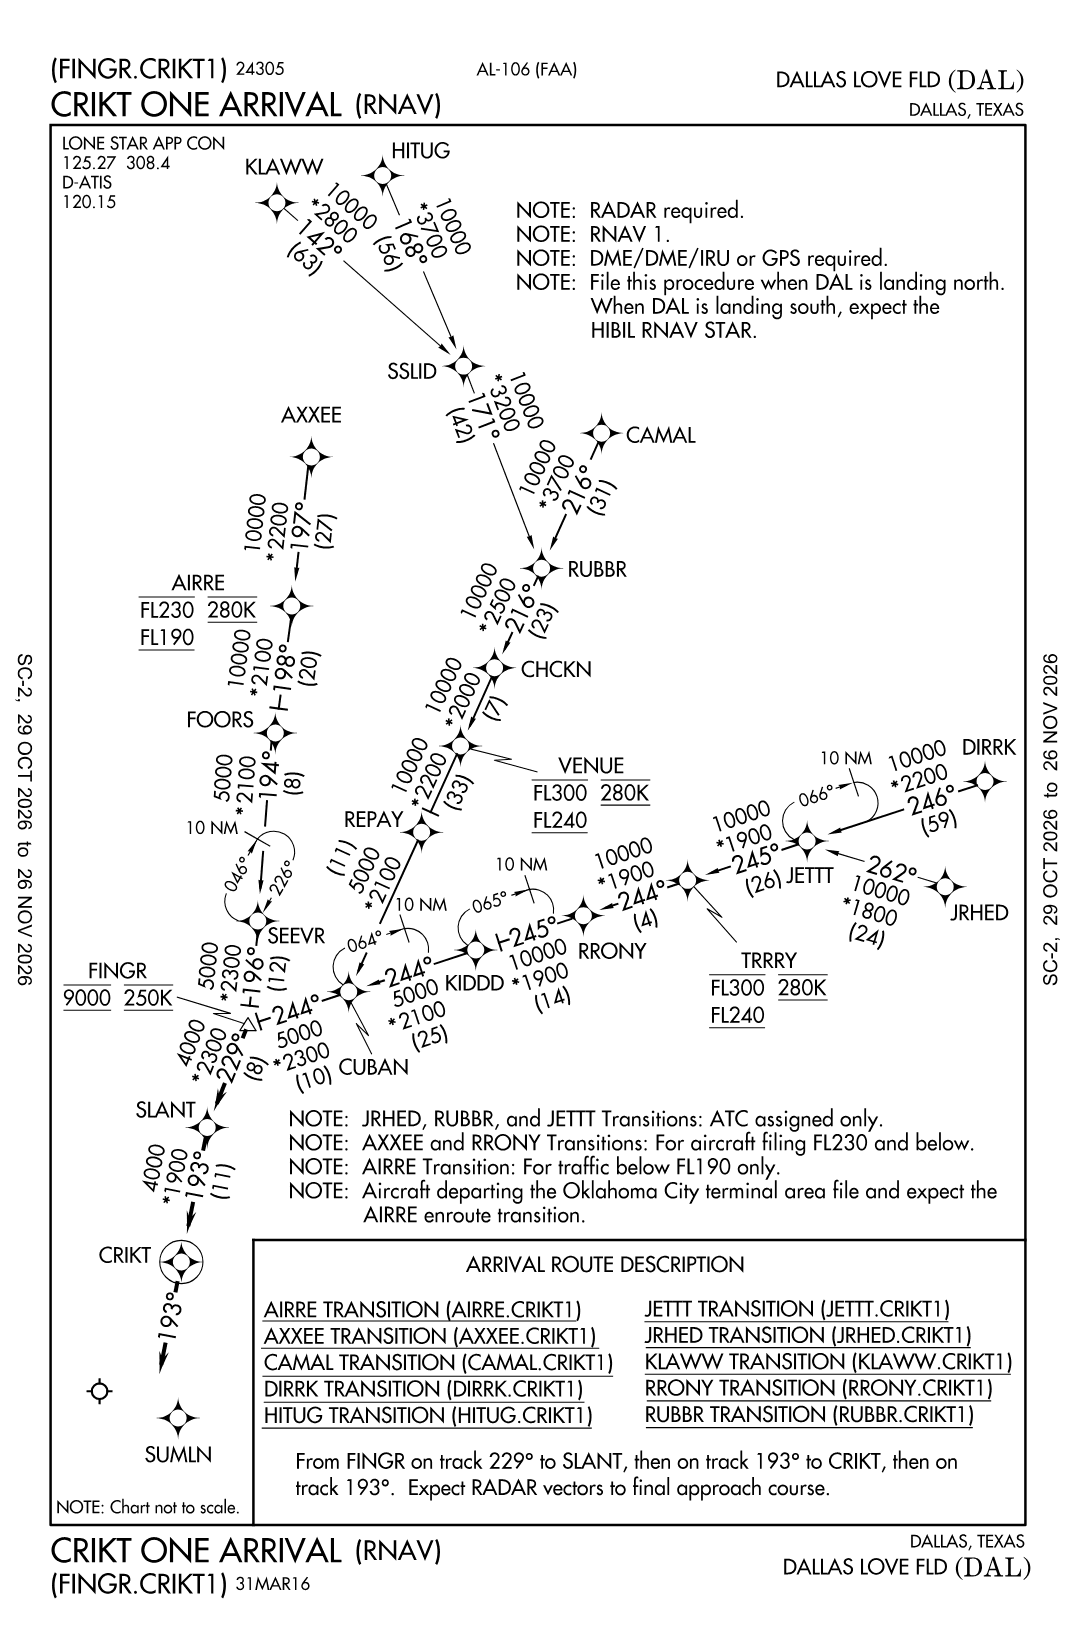 (FINGR.CRIKT1) 24305
AL-106 (FAA)
DALLAS LOVE FLD (DAL)
CRIKT ONE ARRIVAL (RNAV)
DALLAS, TEXAS
LONE STAR APP CON
125.27 308.4
D-ATIS
120.15
KLAWW
HITUG
10000
*2800
142°
(63)
10000
*3700
168°
(56)
NOTE: RADAR required.
NOTE: RNAV 1.
NOTE: DME/DME/IRU or GPS required.
NOTE: File this procedure when DAL is landing north.
When DAL is landing south, expect the
HIBIL RNAV STAR.
SSLID
10000
*3200
171°
(42)
AXXEE
CAMAL
10000
*3700
216°
(31)
10000
*2200
197°
(27)
RUBBR
AIRRE
FL230 280K
FL190
10000
*2500
216°
(23)
10000
*2100
198°
(20)
CHCKN
10000
*2000
(7)
FOORS
5000
*2100
194°
(8)
VENUE
FL300 280K
FL240
10000
*2200
(33)
REPAY
(11)
5000
*2100
DIRRK
10000
*2200
246°
(59)
10 NM
066°
JETTT
262°
10000
*1800
(24)
JRHED
10000
*1900
245°
(26)
TRRRY
FL300 280K
FL240
10000
*1900
244°
(4)
RRONY
10 NM
065°
245°
10000
*1900
(14)
KIDDD
10 NM
064°
244°
5000
*2100
(25)
CUBAN
244°
5000
*2300
(10)
10 NM
046°
226°
SEEVR
5000
*2300
196°
(12)
FINGR
9000 250K
4000
*2300
229°
(8)
SLANT
4000
*1900
193°
(11)
CRIKT
193°
SUMLN
NOTE: JRHED, RUBBR, and JETTT Transitions: ATC assigned only.
NOTE: AXXEE and RRONY Transitions: For aircraft filing FL230 and below.
NOTE: AIRRE Transition: For traffic below FL190 only.
NOTE: Aircraft departing the Oklahoma City terminal area file and expect the
AIRRE enroute transition.
ARRIVAL ROUTE DESCRIPTION
AIRRE TRANSITION (AIRRE.CRIKT1)
AXXEE TRANSITION (AXXEE.CRIKT1)
CAMAL TRANSITION (CAMAL.CRIKT1)
DIRRK TRANSITION (DIRRK.CRIKT1)
HITUG TRANSITION (HITUG.CRIKT1)
JETTT TRANSITION (JETTT.CRIKT1)
JRHED TRANSITION (JRHED.CRIKT1)
KLAWW TRANSITION (KLAWW.CRIKT1)
RRONY TRANSITION (RRONY.CRIKT1)
RUBBR TRANSITION (RUBBR.CRIKT1)
From FINGR on track 229° to SLANT, then on track 193° to CRIKT, then on
track 193°. Expect RADAR vectors to final approach course.
NOTE: Chart not to scale.
SC-2, 29 OCT 2026 to 26 NOV 2026
SC-2, 29 OCT 2026 to 26 NOV 2026
CRIKT ONE ARRIVAL (RNAV)
(FINGR.CRIKT1) 31MAR16
DALLAS, TEXAS
DALLAS LOVE FLD (DAL)